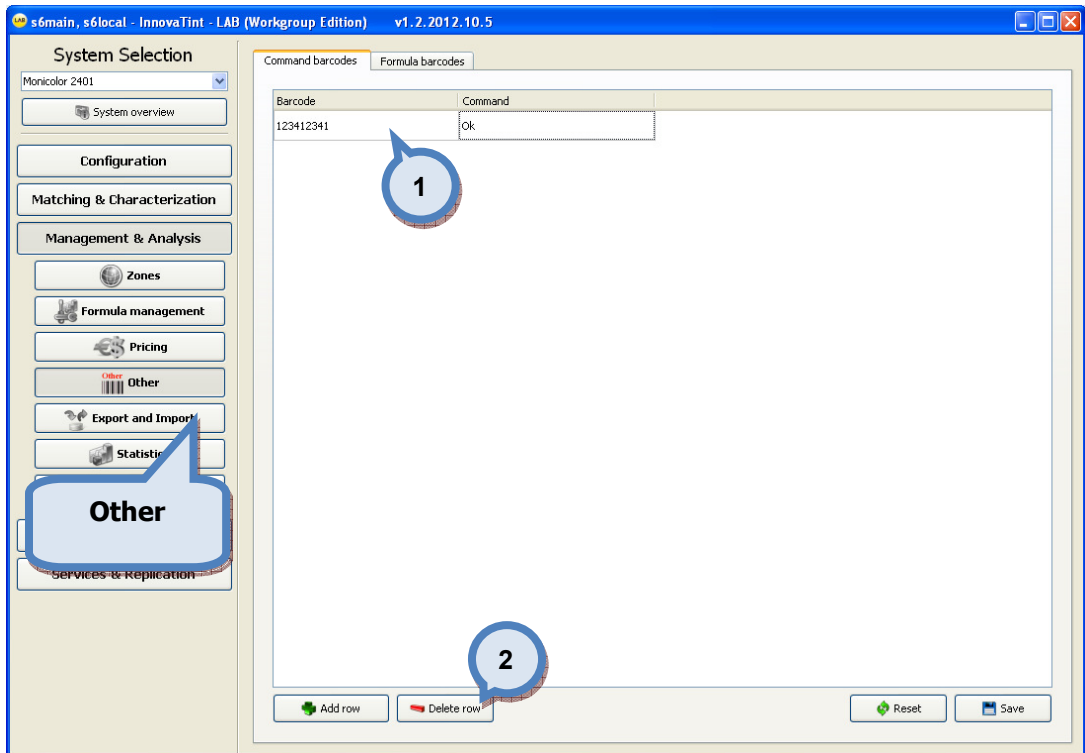 LAB s6main, s6local - InnovaTint - LAB (Workgroup Edition) v1.2.2012.10.5
System Selection
Monicolor 2401
System overview
Configuration
Matching & Characterization
Management & Analysis
Zones
Formula management
Pricing
Other Other
Export and Import
Statistic
Other
Services & Replication
Command barcodes Formula barcodes
Barcode Command
123412341 Ok
1
2
Add row Delete row Reset Save